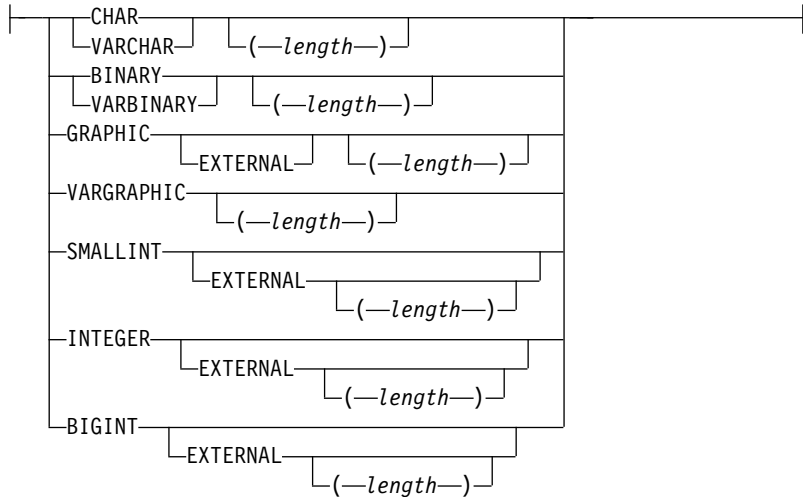 CHAR
VARCHAR (length)
BINARY
VARBINARY (length)
GRAPHIC
EXTERNAL (length)
VARGRAPHIC
(length)
SMALLINT
EXTERNAL
(length)
INTEGER
EXTERNAL
(length)
BIGINT
EXTERNAL
(length)